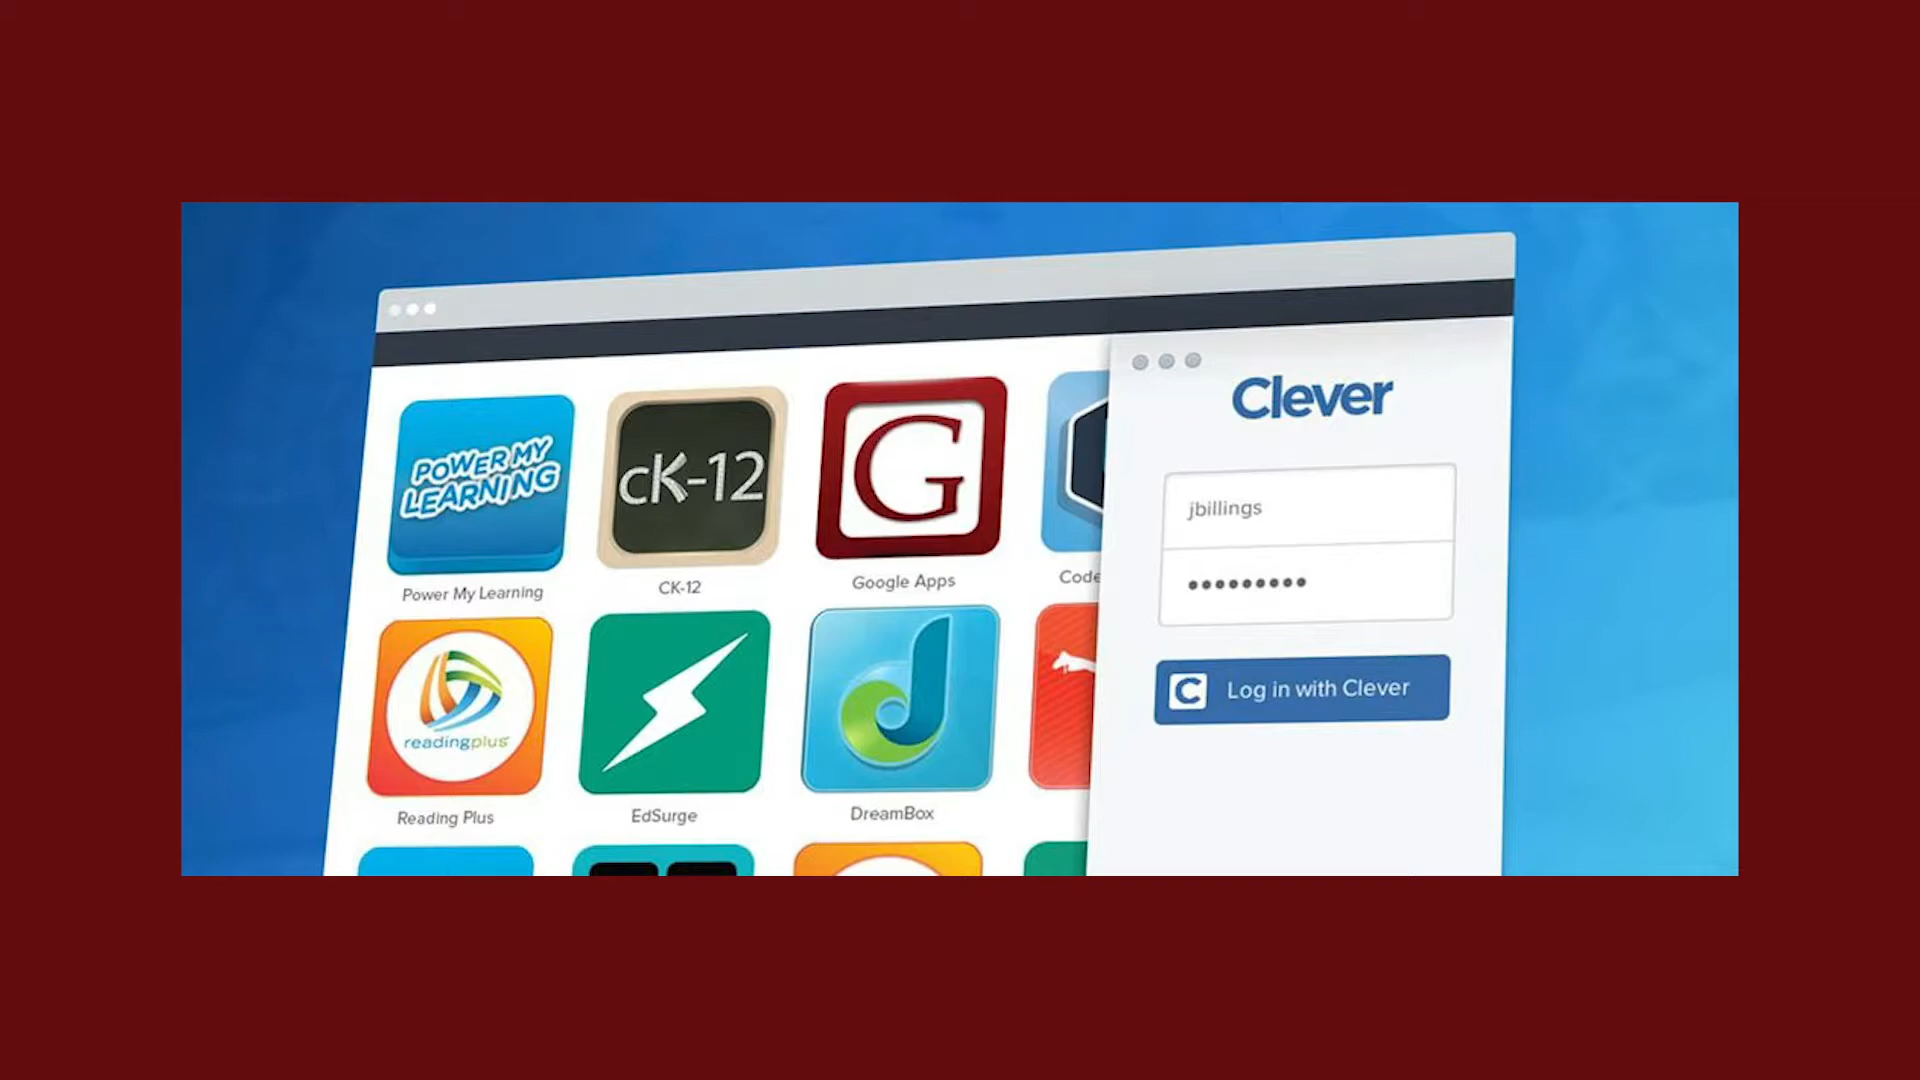 POWER MY
LEARNING
Power My Learning
cK-12
CK-12
G
Google Apps
Code
Clever
jbillings
C Log in with Clever
readingplus
Reading Plus
EdSurge
d
DreamBox